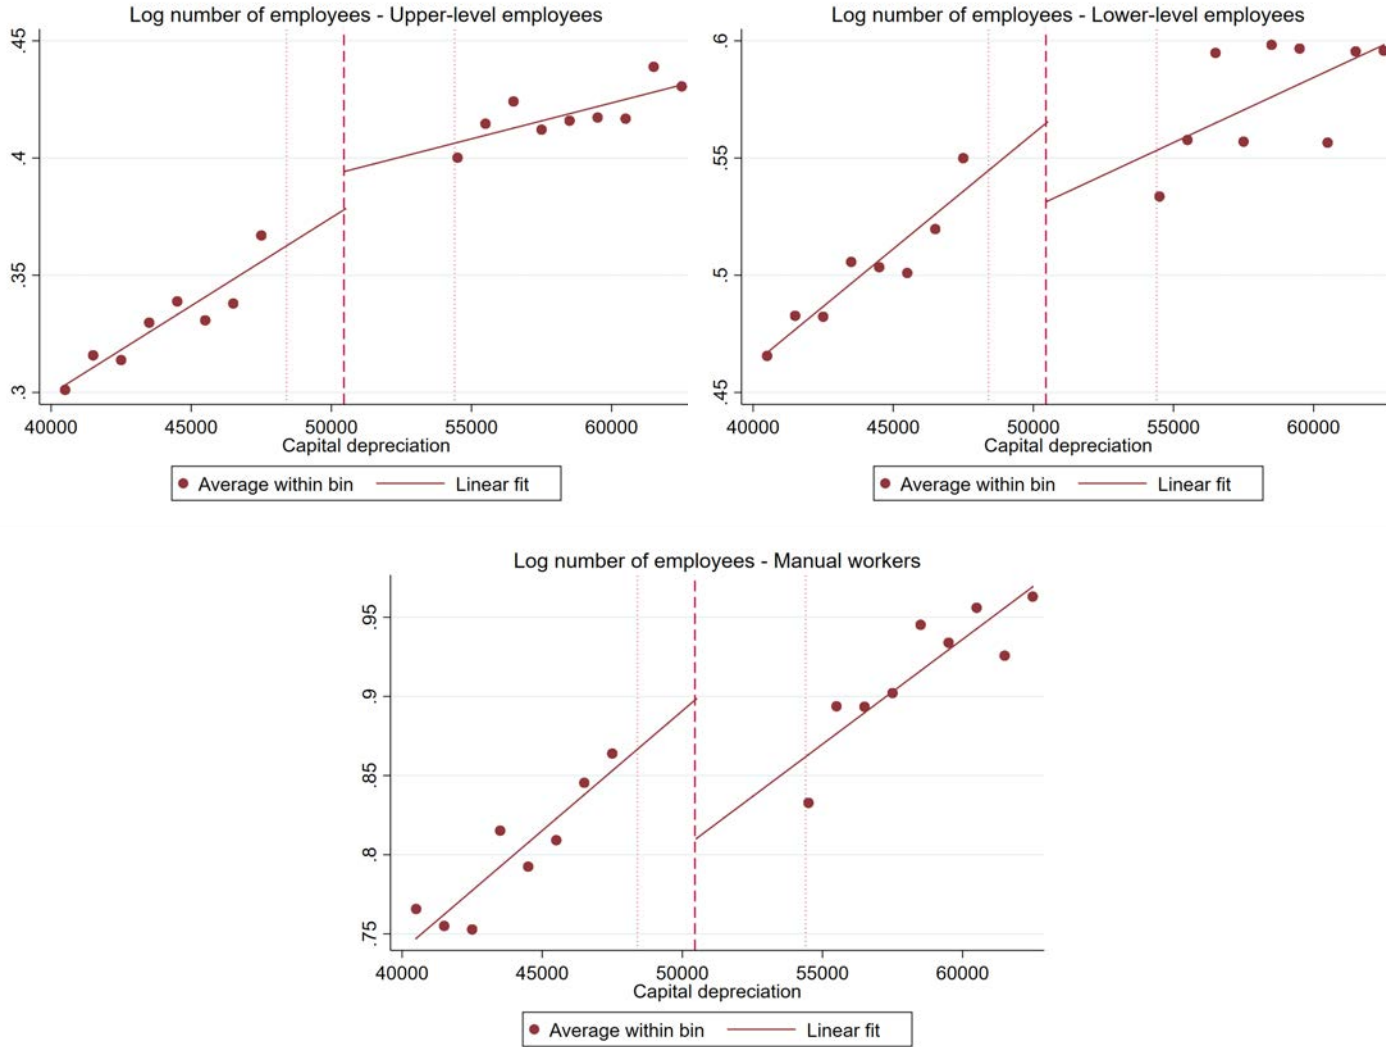 Log number of employees - Upper-level employees
.45
.4
.35
.3
40000 45000 50000 55000 60000
Capital depreciation
Average within bin Linear fit
Log number of employees - Lower-level employees
.6
.55
.5
.45
40000 45000 50000 55000 60000
Capital depreciation
Average within bin Linear fit
Log number of employees - Manual workers
.95
.9
.85
.8
.75
40000 45000 50000 55000 60000
Capital depreciation
Average within bin Linear fit